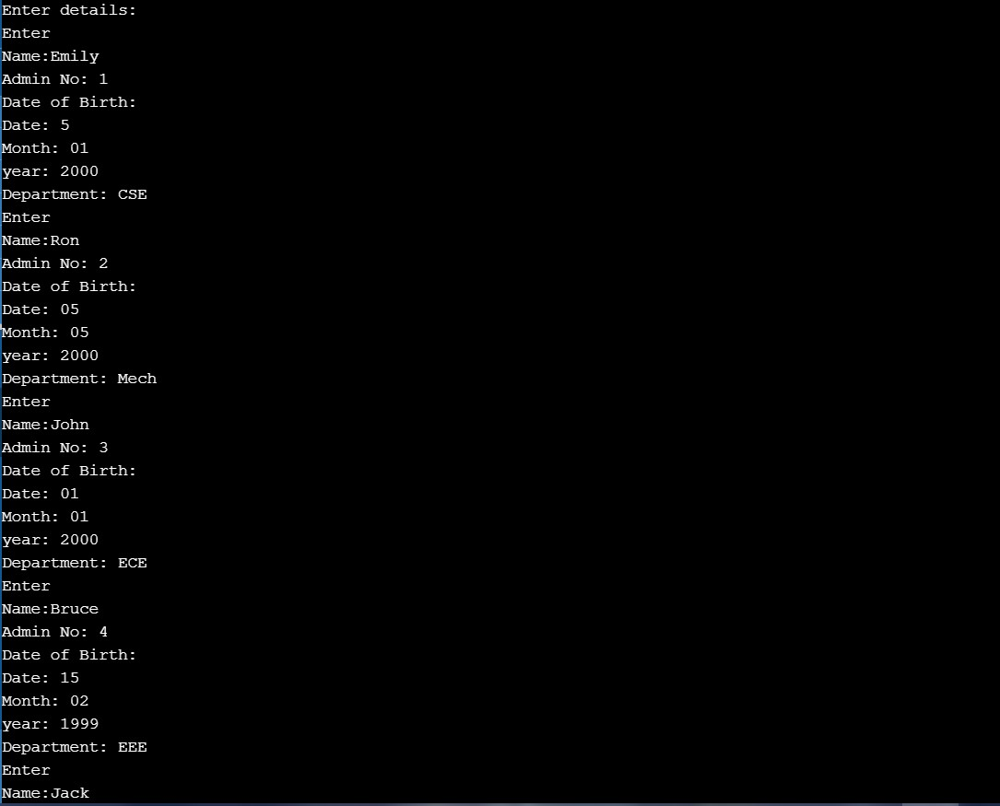 Enter details:
Enter
Name:Emily
Admin No: 1
Date of Birth:
Date: 5
Month: 01
year: 2000
Department: CSE
Enter
Name:Ron
Admin No: 2
Date of Birth:
Date: 05
Month: 05
year: 2000
Department: Mech
Enter
Name:John
Admin No: 3
Date of Birth:
Date: 01
Month: 01
year: 2000
Department: ECE
Enter
Name:Bruce
Admin No: 4
Date of Birth:
Date: 15
Month: 02
year: 1999
Department: EEE
Enter
Name:Jack